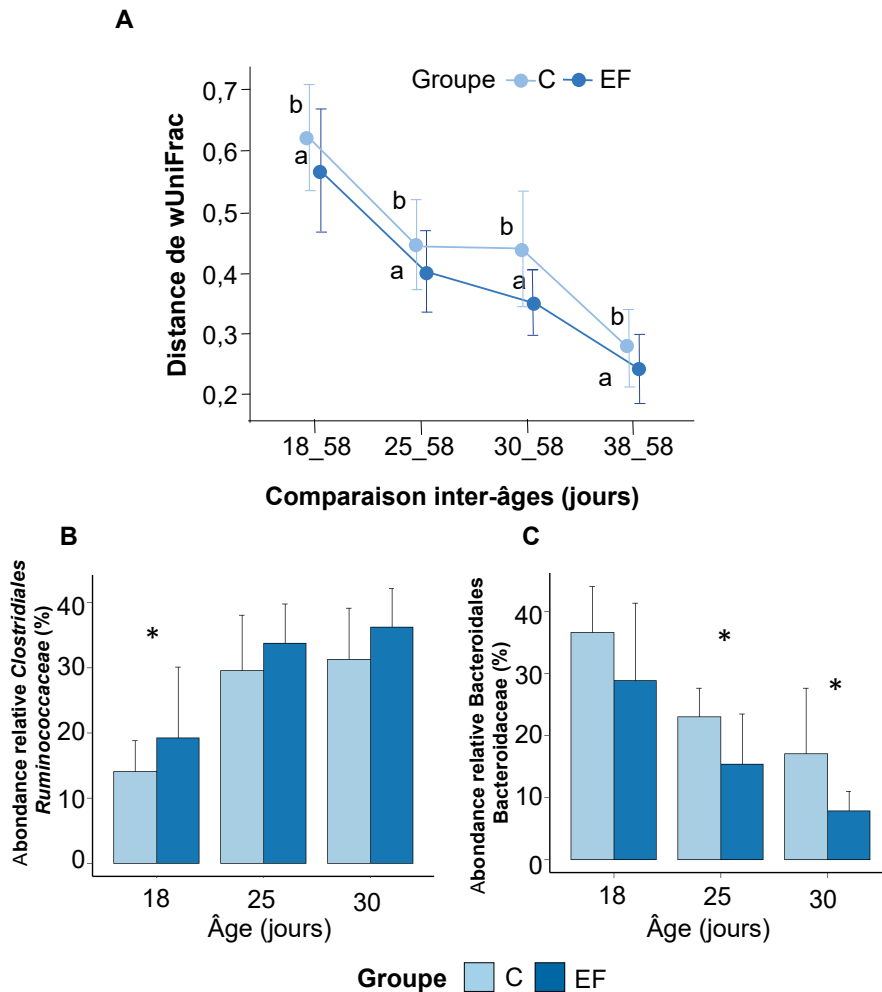 A
Groupe C EF
Distance de wUniFrac
0,7
0,6
0,5
0,4
0,3
0,2
b
a
b
a
b
a
b
a
18_58 25_58 30_58 38_58
Comparaison inter-âges (jours)
B
Abondance relative Clostridiales
Ruminococcaceae (%)
40
30
20
10
0
*
18 25 30
Âge (jours)
C
Abondance relative Bacteroidales
Bacteroidaceae (%)
40
30
20
10
0
*
*
18 25 30
Âge (jours)
Groupe C EF